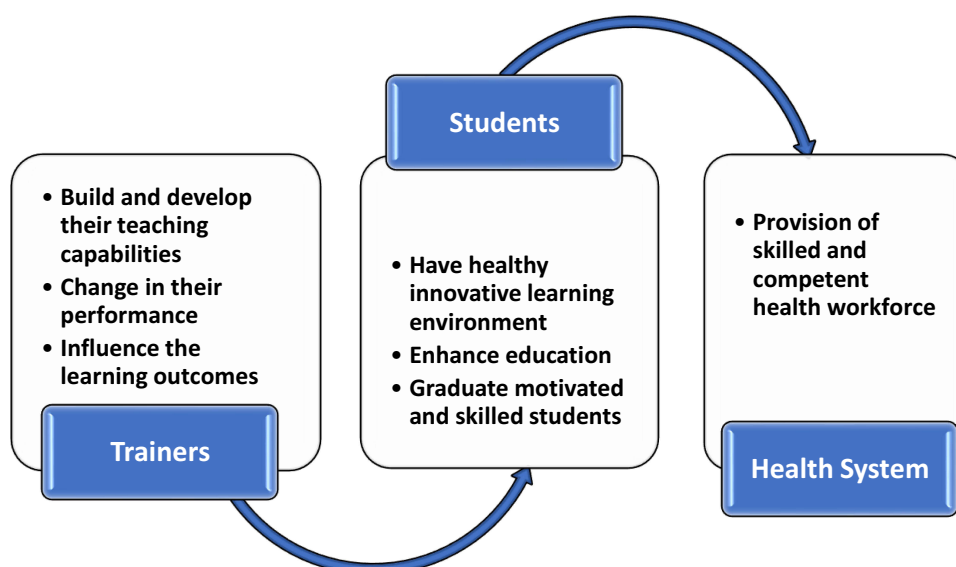 • Build and develop
their teaching
capabilities
• Change in their
performance
• Influence the
learning outcomes
Trainers
Students
• Have healthy
innovative learning
environment
• Enhance education
• Graduate motivated
and skilled students
• Provision of
skilled and
competent
health workforce
Health System